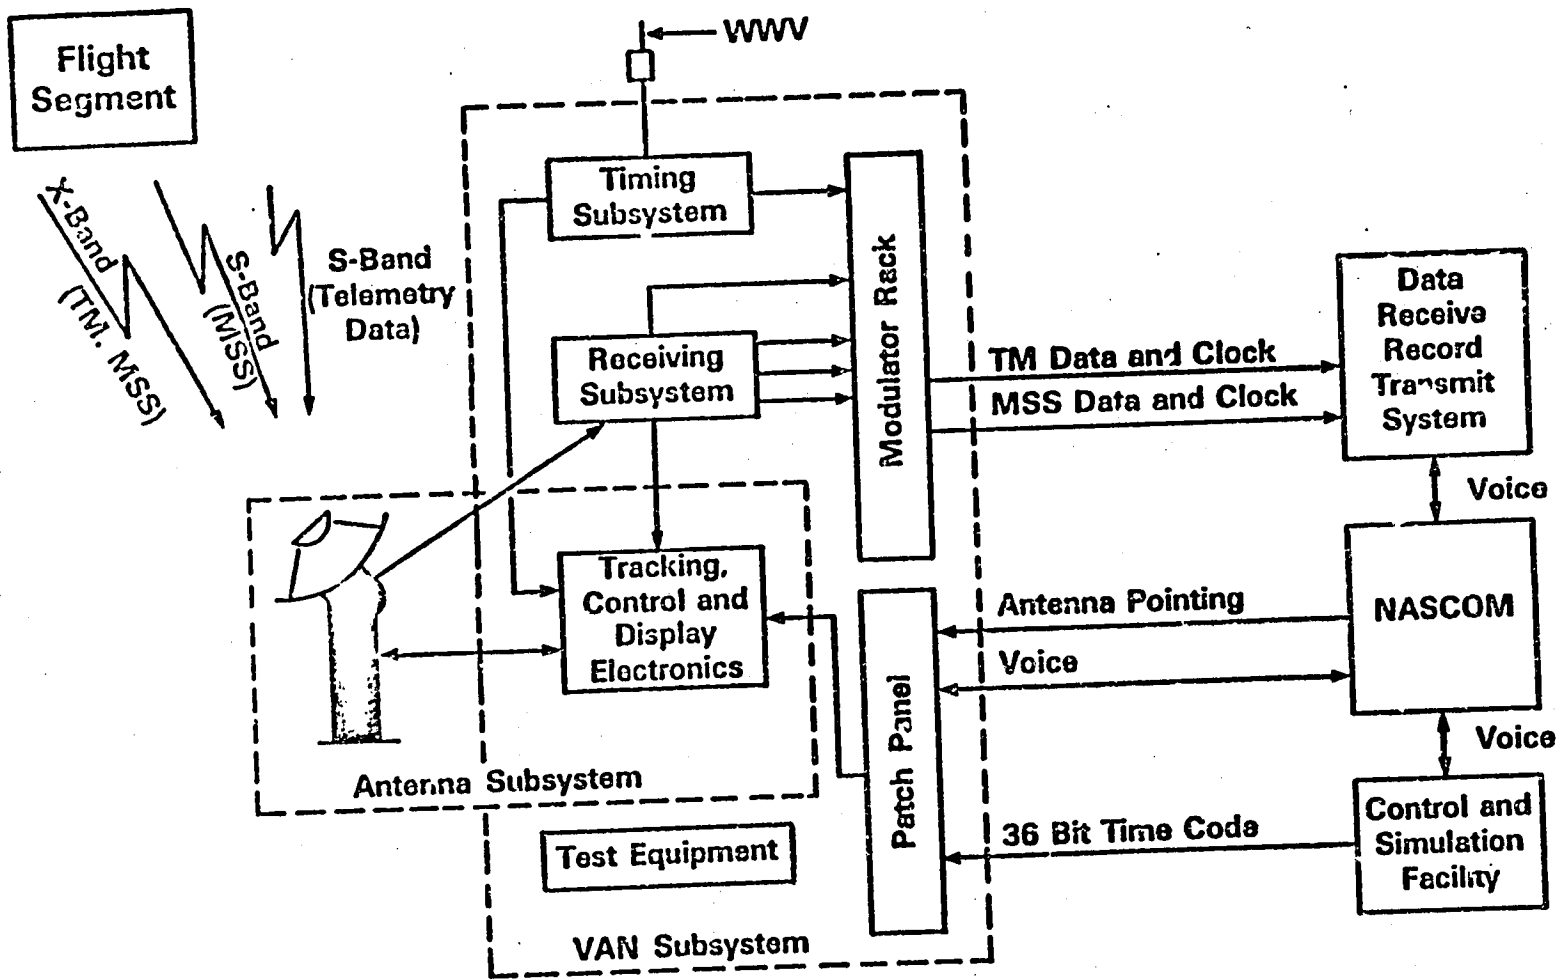 Flight
Segment
WWV
X-Band
(TM. MSS)
S-Band
(MSS)
S-Band
(Telemetry
Data)
Timing
Subsystem
Receiving
Subsystem
Modulator Rack
TM Data and Clock
MSS Data and Clock
Data
Receive
Record
Transmit
System
Voice
Tracking,
Control and
Display
Electronics
Antenna Subsystem
Patch Panel
Antenna Pointing
Voice
NASCOM
Voice
36 Bit Time Code
Control and
Simulation
Facility
Test Equipment
VAN Subsystem